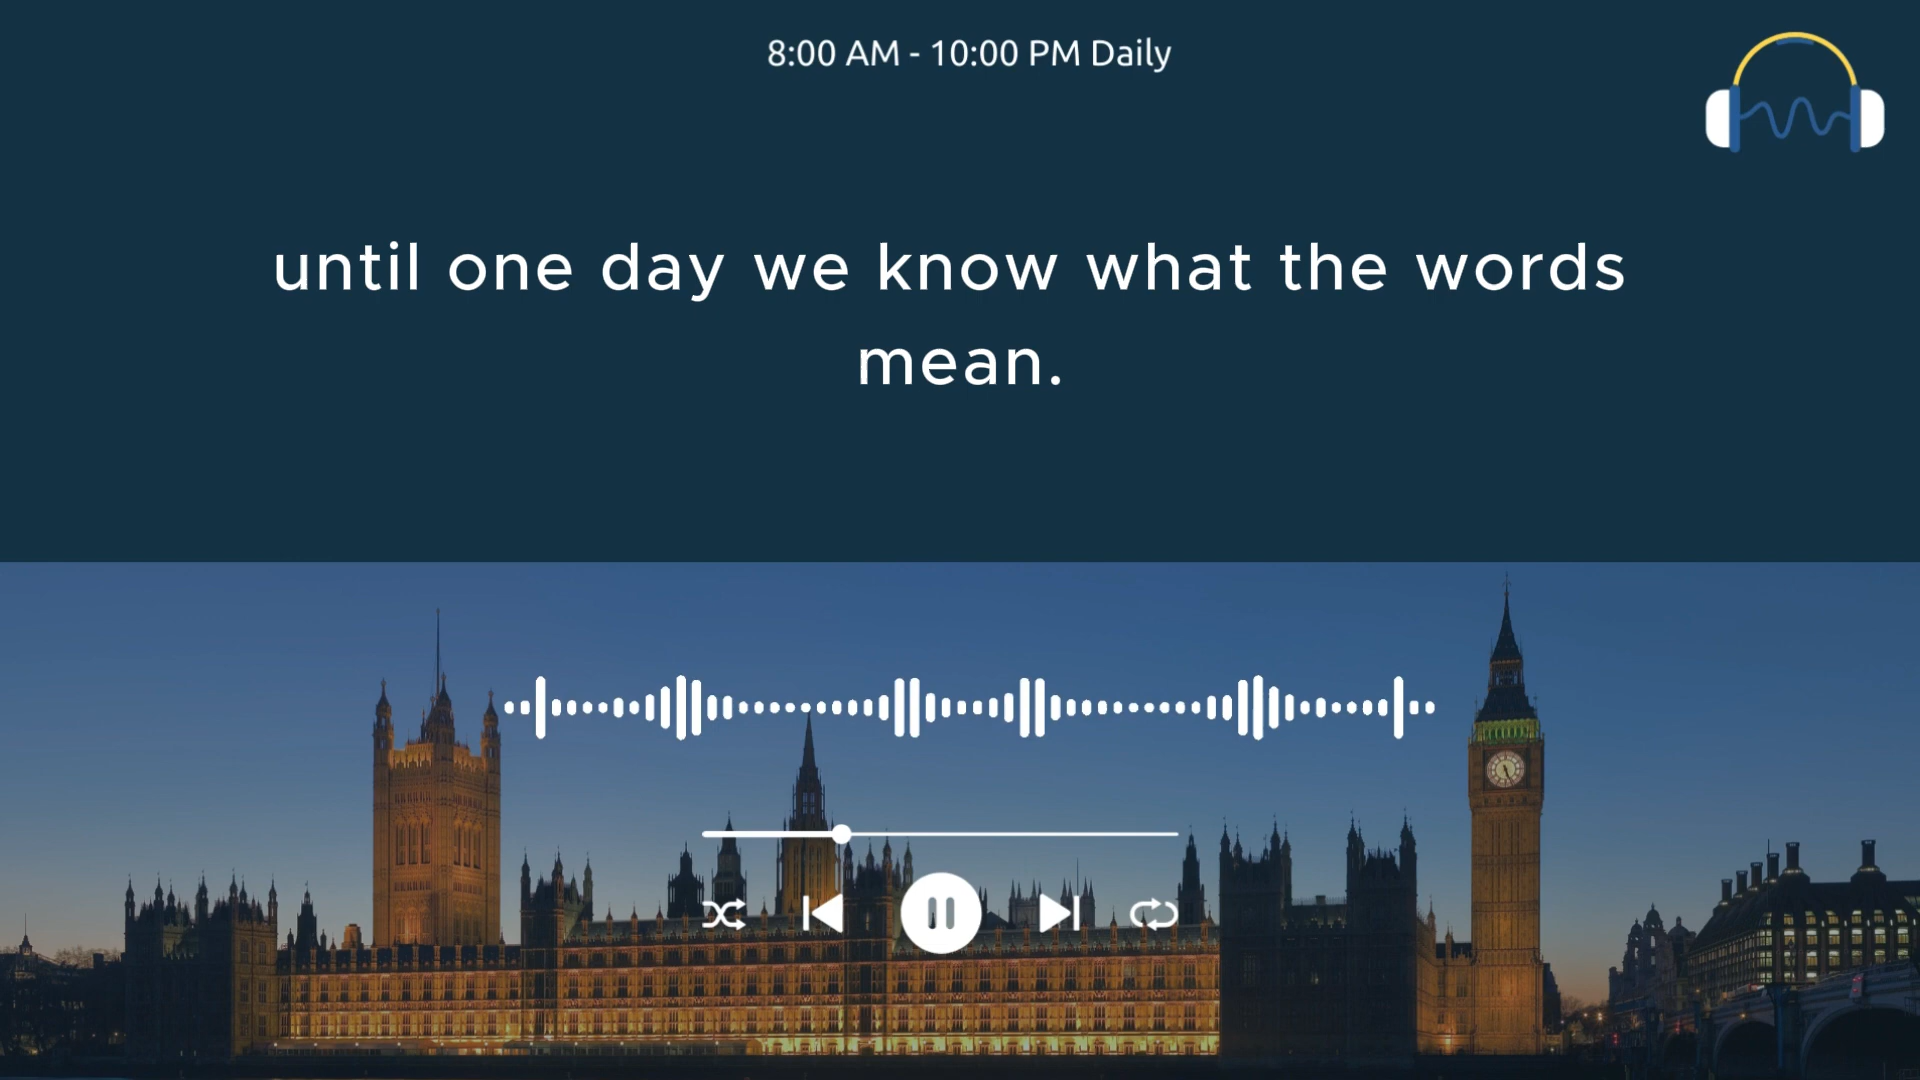 8:00 AM - 10:00 PM Daily
until one day we know what the words
mean.